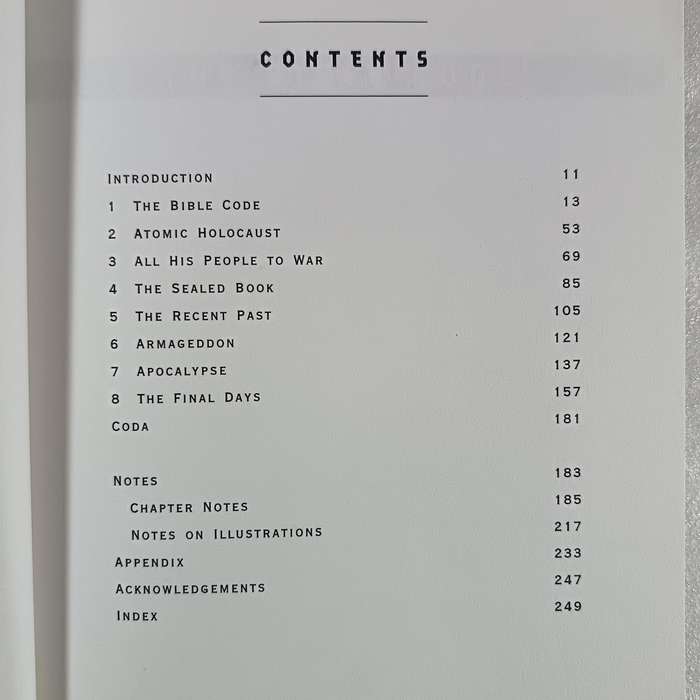 CONTENTS
INTRODUCTION 11
1 THE BIBLE CODE 13
2 ATOMIC HOLOCAUST 53
3 ALL HIS PEOPLE TO WAR 69
4 THE SEALED BOOK 85
5 THE RECENT PAST 105
6 ARMAGEDDON 121
7 APOCALYPSE 137
8 THE FINAL DAYS 157
CODA 181
NOTES 183
CHAPTER NOTES 185
NOTES ON ILLUSTRATIONS 217
APPENDIX 233
ACKNOWLEDGEMENTS 247
INDEX 249